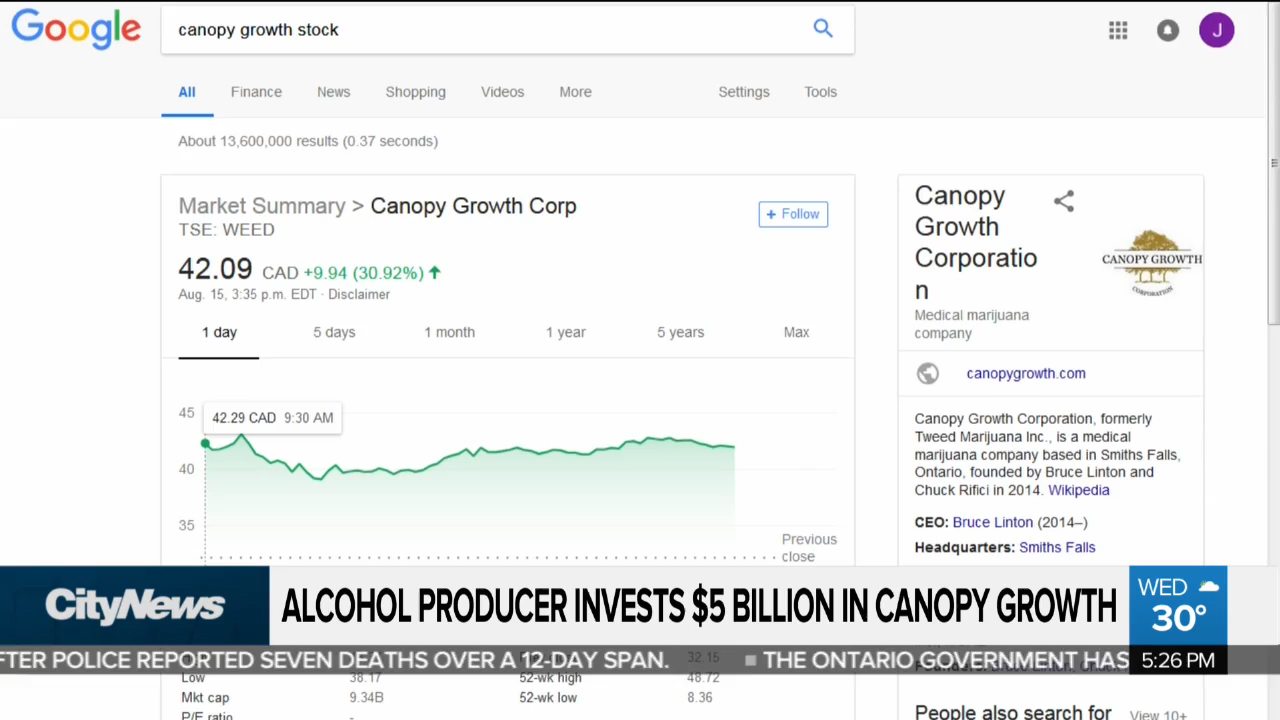 Google
canopy growth stock
J
All Finance News Shopping Videos More Settings Tools
About 13,600,000 results (0.37 seconds)
Market Summary > Canopy Growth Corp
TSE: WEED
+ Follow
42.09 CAD +9.94 (30.92%)
Aug. 15, 3:35 p.m. EDT · Disclaimer
1 day 5 days 1 month 1 year 5 years Max
45
42.29 CAD 9:30 AM
40
35
Previous
close
Canopy
Growth
Corporatio
n
CANOPY GROWTH
CORPORATION
Medical marijuana
company
canopygrowth.com
Canopy Growth Corporation, formerly
Tweed Marijuana Inc., is a medical
marijuana company based in Smiths Falls,
Ontario, founded by Bruce Linton and
Chuck Rifici in 2014. Wikipedia
CEO: Bruce Linton (2014–)
Headquarters: Smiths Falls
CityNews
ALCOHOL PRODUCER INVESTS $5 BILLION IN CANOPY GROWTH
WED
30°
FTER POLICE REPORTED SEVEN DEATHS OVER A 12-DAY SPAN. THE ONTARIO GOVERNMENT HAS
5:26 PM
32.15
Low 38.17 52-wk high 48.72
Mkt cap 9.34B 52-wk low 8.36
P/E ratio -
People also search for View 10+